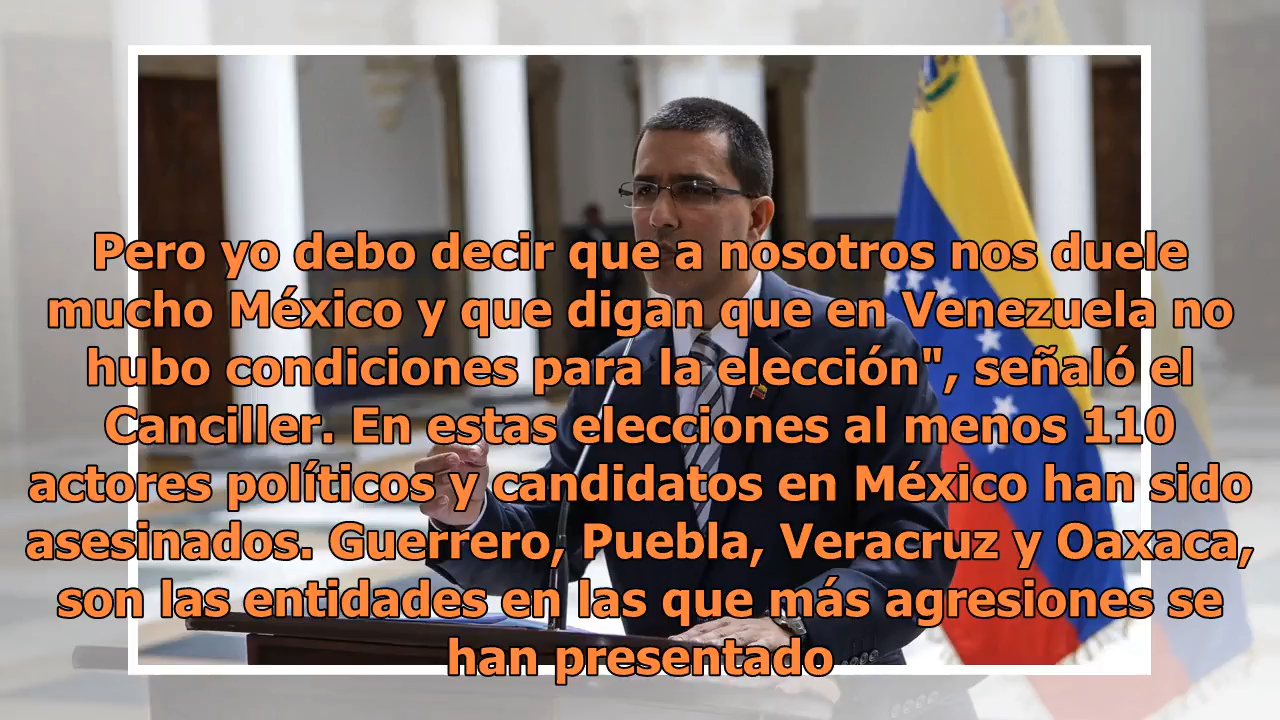 Pero yo debo decir que a nosotros nos duele
mucho México y que digan que en Venezuela no
hubo condiciones para la elección", señaló el
Canciller. En estas elecciones al menos 110
actores políticos y candidatos en México han sido
asesinados. Guerrero, Puebla, Veracruz y Oaxaca,
son las entidades en las que más agresiones se
han presentado